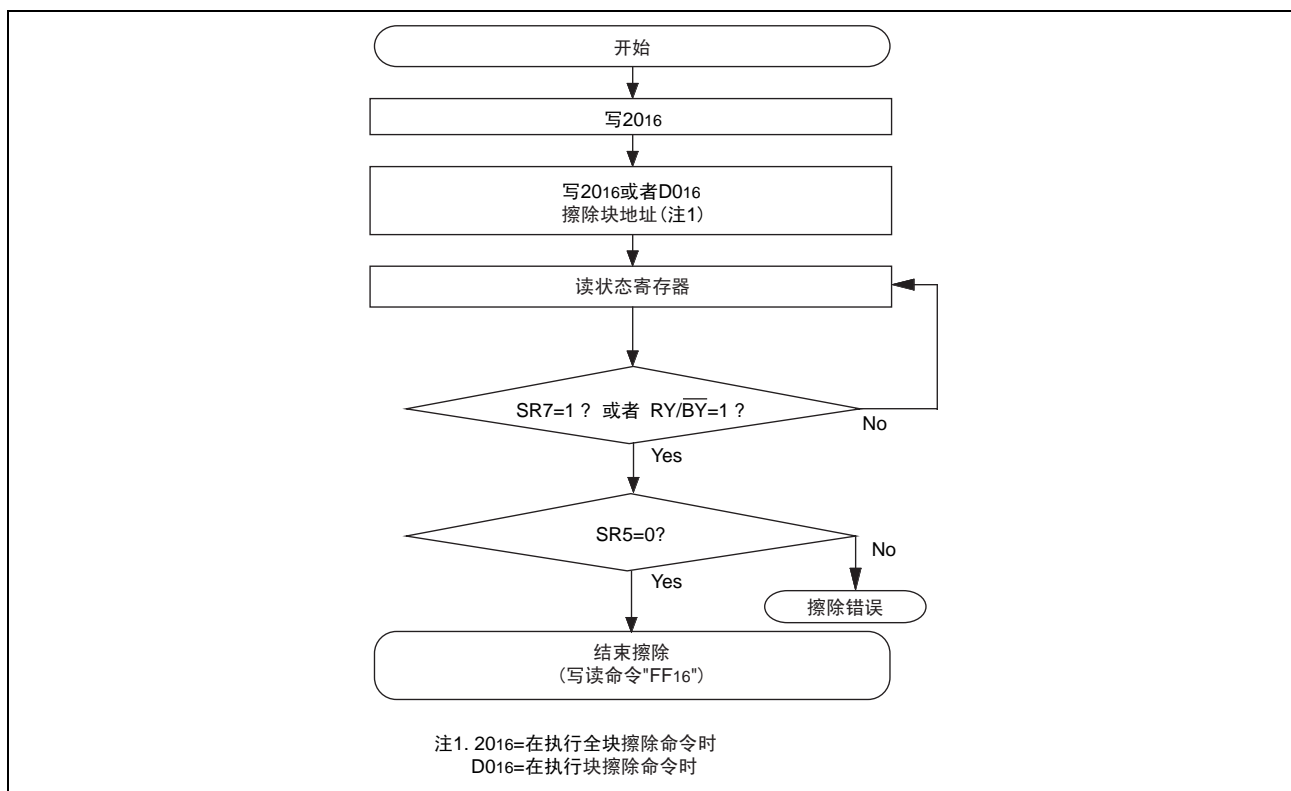 开始
写2016
写2016或者D016
擦除块地址(注1)
读状态寄存器
SR7=1? 或者 RY/B̅Y̅=1?
No
Yes
SR5=0?
No
Yes
擦除错误
结束擦除
(写读命令"FF16")
注1. 2016=在执行全块擦除命令时
D016=在执行块擦除命令时